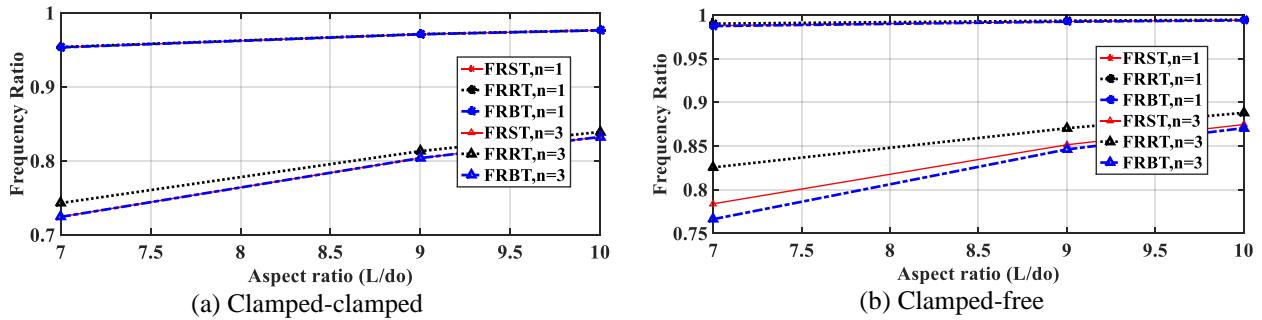 1
0.9
0.8
0.7
Frequency Ratio
FRST,n=1
FRRT,n=1
FRBT,n=1
FRST,n=3
FRRT,n=3
FRBT,n=3
7 7.5 8 8.5 9 9.5 10
Aspect ratio (L/do)
(a) Clamped-clamped
1
0.95
0.9
0.85
0.8
0.75
Frequency Ratio
FRST,n=1
FRRT,n=1
FRBT,n=1
FRST,n=3
FRRT,n=3
FRBT,n=3
7 7.5 8 8.5 9 9.5 10
Aspect ratio (L/do)
(b) Clamped-free